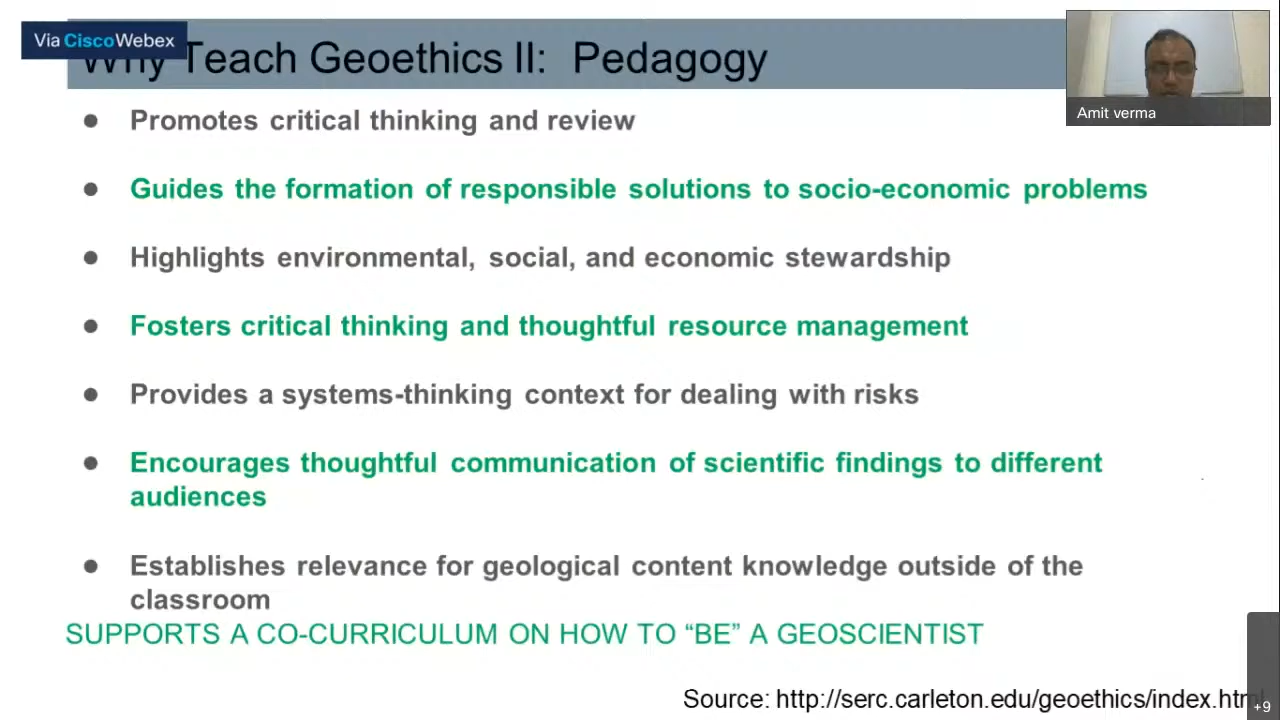 Via Cisco Webex
Why Teach Geoethics II: Pedagogy
Amit verma
● Promotes critical thinking and review
● Guides the formation of responsible solutions to socio-economic problems
● Highlights environmental, social, and economic stewardship
● Fosters critical thinking and thoughtful resource management
● Provides a systems-thinking context for dealing with risks
● Encourages thoughtful communication of scientific findings to different
audiences
● Establishes relevance for geological content knowledge outside of the
classroom
SUPPORTS A CO-CURRICULUM ON HOW TO “BE” A GEOSCIENTIST
Source: http://serc.carleton.edu/geoethics/index.html
+9